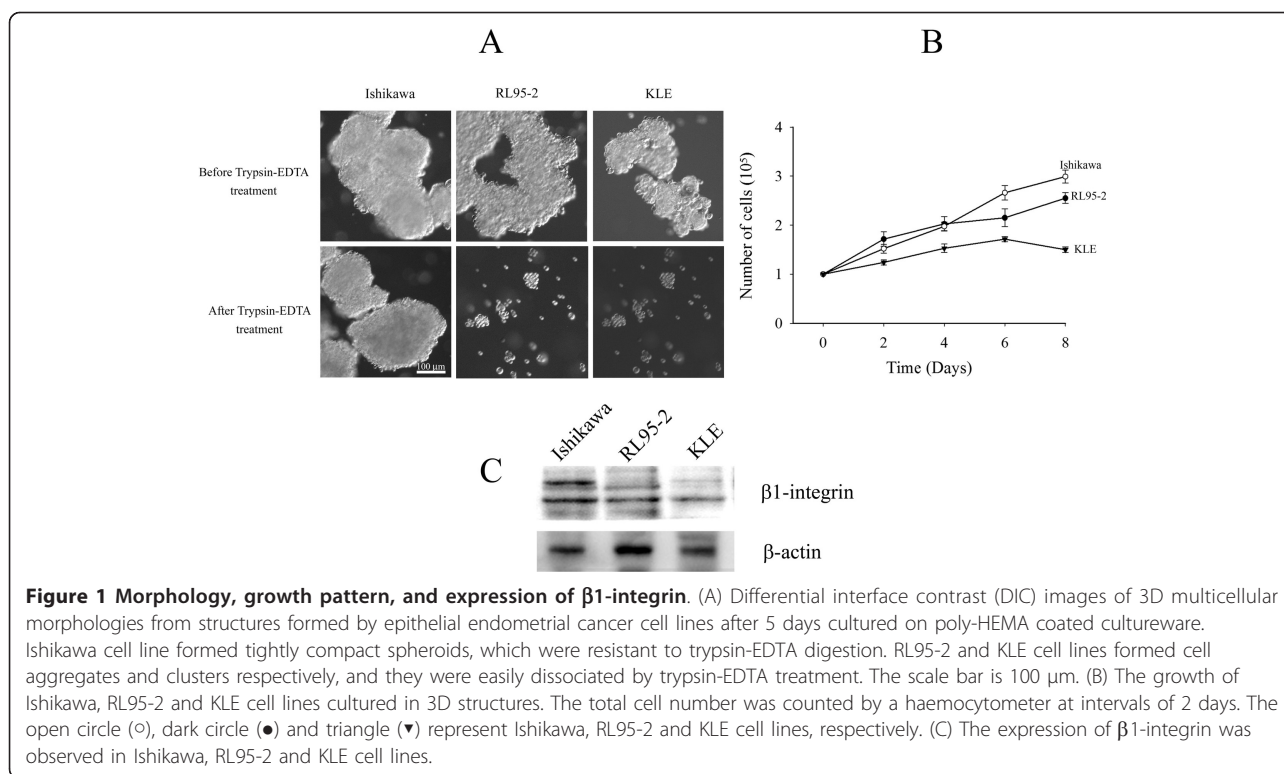 A
B
Ishikawa
RL95-2
KLE
Before Trypsin-EDTA
treatment
After Trypsin-EDTA
treatment
100 µm
4
3
2
1
0
Number of cells (10⁵)
Ishikawa
RL95-2
KLE
0 2 4 6 8
Time (Days)
C
Ishikawa
RL95-2
KLE
β1-integrin
β-actin
Figure 1 Morphology, growth pattern, and expression of β1-integrin. (A) Differential interface contrast (DIC) images of 3D multicellular
morphologies from structures formed by epithelial endometrial cancer cell lines after 5 days cultured on poly-HEMA coated cultureware.
Ishikawa cell line formed tightly compact spheroids, which were resistant to trypsin-EDTA digestion. RL95-2 and KLE cell lines formed cell
aggregates and clusters respectively, and they were easily dissociated by trypsin-EDTA treatment. The scale bar is 100 μm. (B) The growth of
Ishikawa, RL95-2 and KLE cell lines cultured in 3D structures. The total cell number was counted by a haemocytometer at intervals of 2 days. The
open circle (○), dark circle (●) and triangle (▼) represent Ishikawa, RL95-2 and KLE cell lines, respectively. (C) The expression of β1-integrin was
observed in Ishikawa, RL95-2 and KLE cell lines.